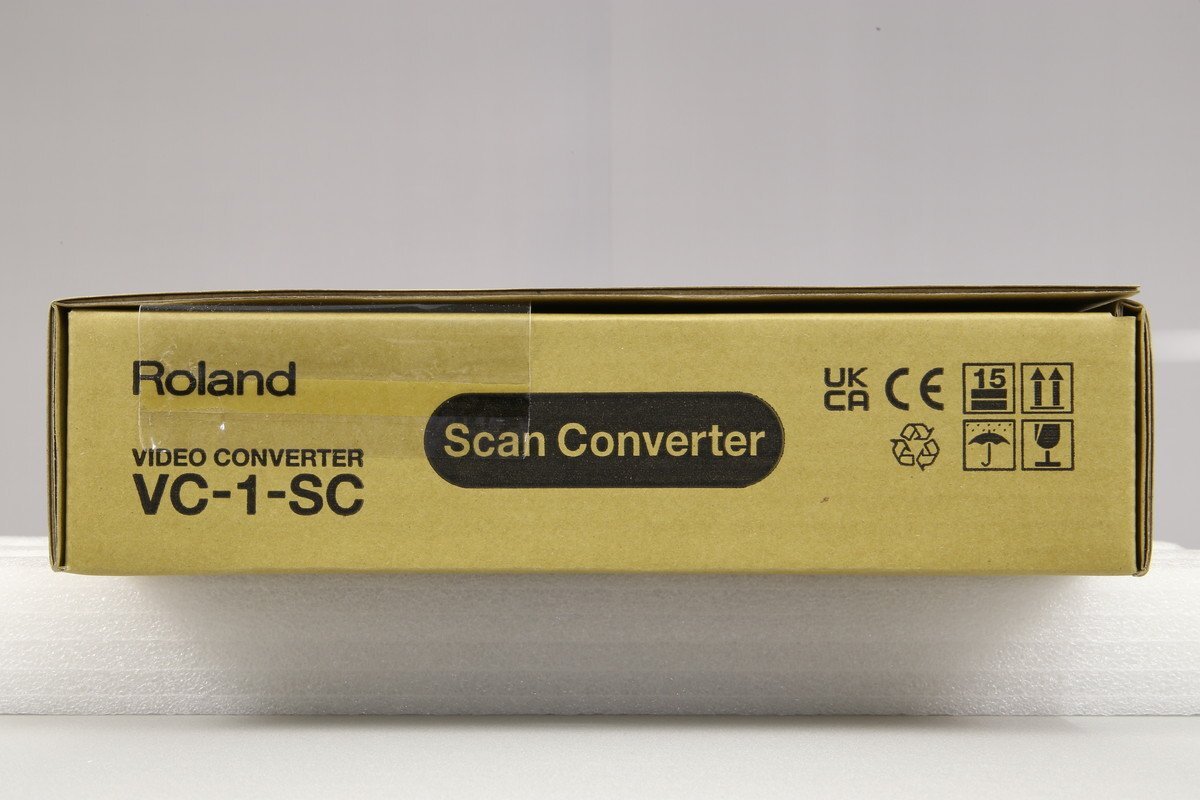 Roland
VIDEO CONVERTER
VC-1-SC
Scan Converter
UK
CA
CE
15